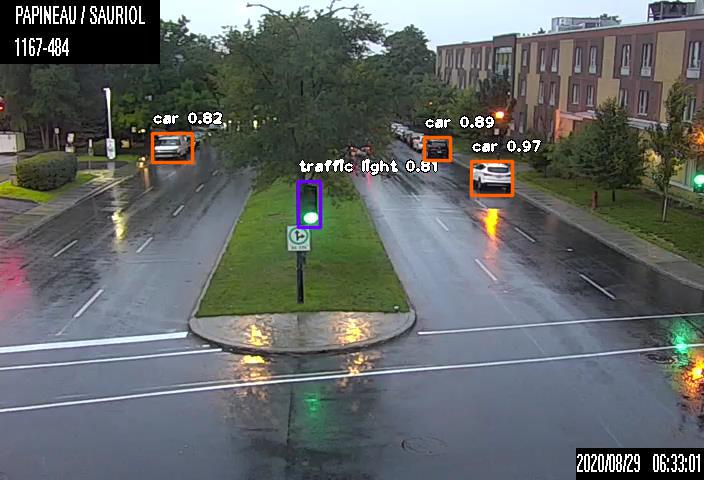 PAPINEAU / SAURIOL
1167-484
car 0.82
car 0.89
car 0.97
traffic light 0.81
2020/08/29 06:33:01